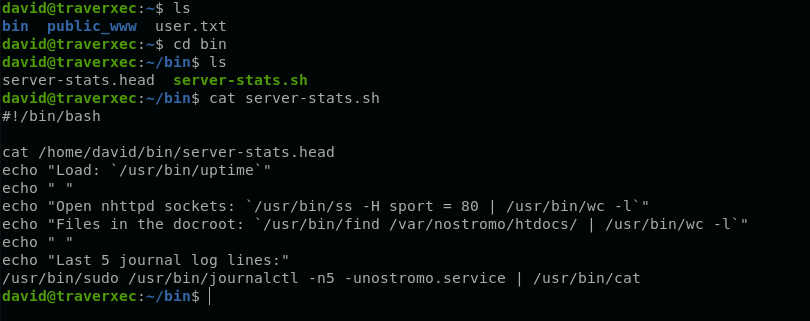 david@traverxec:~$ ls
bin  public_www  user.txt
david@traverxec:~$ cd bin
david@traverxec:~/bin$ ls
server-stats.head  server-stats.sh
david@traverxec:~/bin$ cat server-stats.sh
#!/bin/bash

cat /home/david/bin/server-stats.head
echo "Load: `/usr/bin/uptime`"
echo " "
echo "Open nhttpd sockets: `/usr/bin/ss -H sport = 80 | /usr/bin/wc -l`"
echo "Files in the docroot: `/usr/bin/find /var/nostromo/htdocs/ | /usr/bin/wc -l`"
echo " "
echo "Last 5 journal log lines:"
/usr/bin/sudo /usr/bin/journalctl -n5 -unostromo.service | /usr/bin/cat
david@traverxec:~/bin$